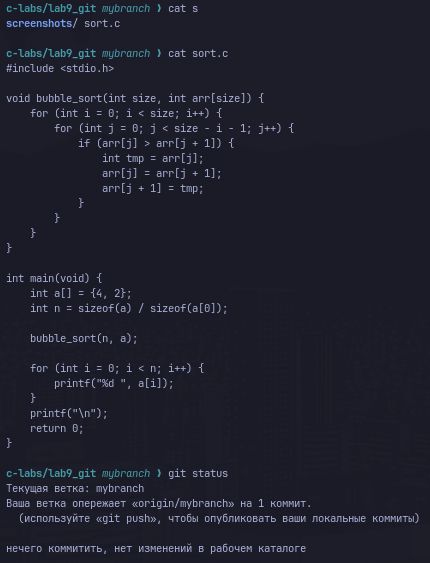 c-labs/lab9_git mybranch ❯ cat s
screenshots/ sort.c

c-labs/lab9_git mybranch ❯ cat sort.c
#include <stdio.h>

void bubble_sort(int size, int arr[size]) {
    for (int i = 0; i < size; i++) {
        for (int j = 0; j < size - i - 1; j++) {
            if (arr[j] > arr[j + 1]) {
                int tmp = arr[j];
                arr[j] = arr[j + 1];
                arr[j + 1] = tmp;
            }
        }
    }
}

int main(void) {
    int a[] = {4, 2};
    int n = sizeof(a) / sizeof(a[0]);

    bubble_sort(n, a);

    for (int i = 0; i < n; i++) {
        printf("%d ", a[i]);
    }
    printf("\n");
    return 0;
}

c-labs/lab9_git mybranch ❯ git status
Текущая ветка: mybranch
Ваша ветка опережает «origin/mybranch» на 1 коммит.
  (используйте «git push», чтобы опубликовать ваши локальные коммиты)

нечего коммитить, нет изменений в рабочем каталоге